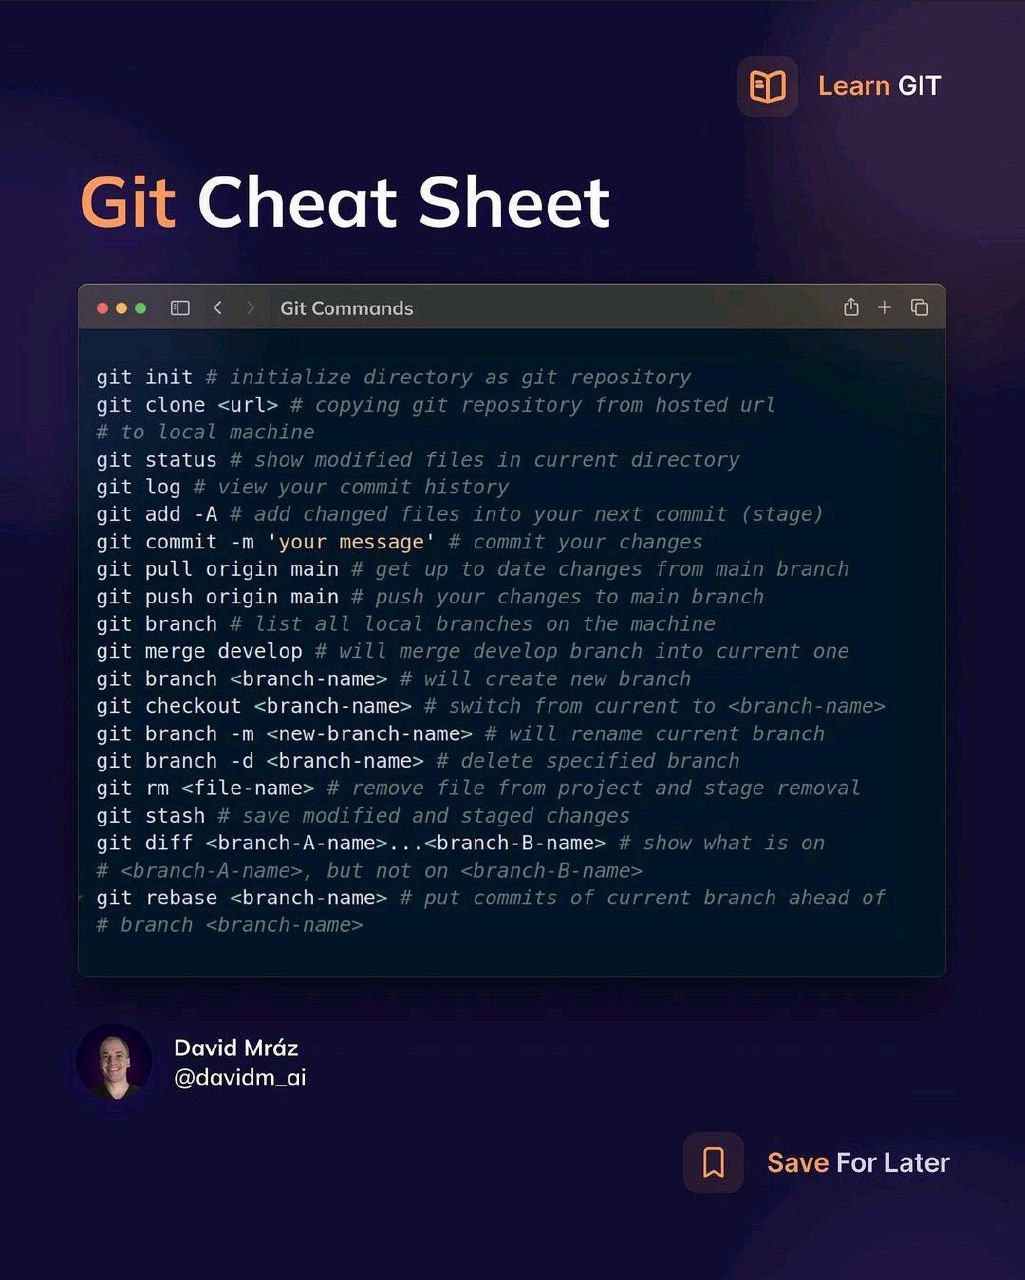 Learn GIT
Git Cheat Sheet
Git Commands
git init # initialize directory as git repository
git clone <url> # copying git repository from hosted url
# to local machine
git status # show modified files in current directory
git log # view your commit history
git add -A # add changed files into your next commit (stage)
git commit -m 'your message' # commit your changes
git pull origin main # get up to date changes from main branch
git push origin main # push your changes to main branch
git branch # list all local branches on the machine
git merge develop # will merge develop branch into current one
git branch <branch-name> # will create new branch
git checkout <branch-name> # switch from current to <branch-name>
git branch -m <new-branch-name> # will rename current branch
git branch -d <branch-name> # delete specified branch
git rm <file-name> # remove file from project and stage removal
git stash # save modified and staged changes
git diff <branch-A-name>...<branch-B-name> # show what is on
# <branch-A-name>, but not on <branch-B-name>
git rebase <branch-name> # put commits of current branch ahead of
# branch <branch-name>
David Mráz
@davidm_ai
Save For Later